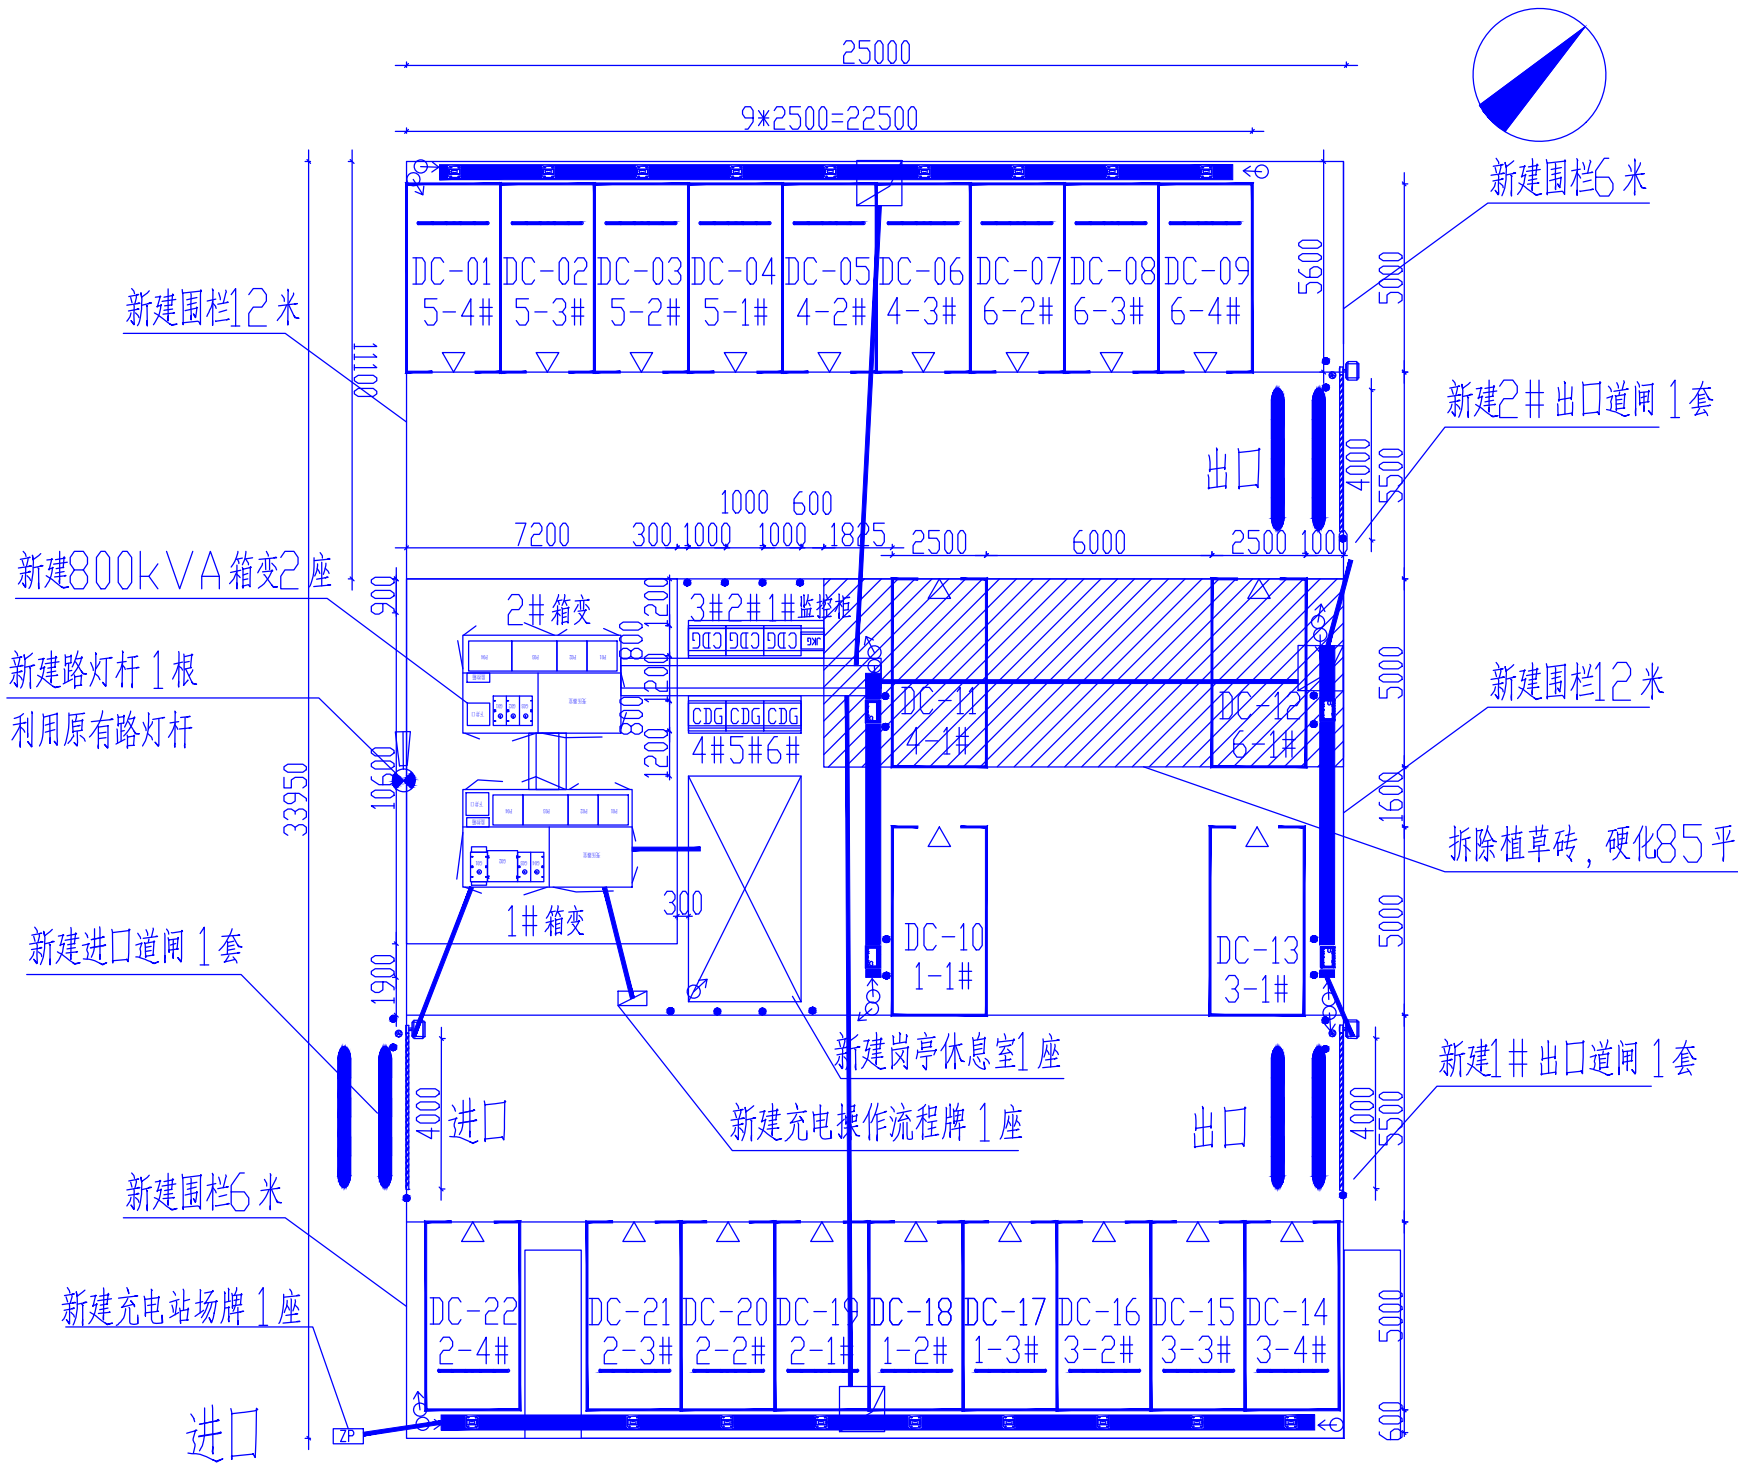 25000
9*2500=22500
新建围栏6米
5600
5000
DC-01 DC-02 DC-03 DC-04 DC-05 DC-06 DC-07 DC-08 DC-09
5-4# 5-3# 5-2# 5-1# 4-2# 4-3# 6-2# 6-3# 6-4#
新建围栏12米
11100
新建2#出口道闸1套
出口
4000
5500
1000 600
7200 300 1000 1000 1825 2500 6000 2500 1000
新建800kVA箱变2座
900
2#箱变
1200
3#2#1#监控柜
800
CDG CDG CDG JKG
新建路灯杆1根
利用原有路灯杆
1200
5000
新建围栏12米
DC-11
4-1#
DC-12
6-1#
800
CDG CDG CDG
4#5#6#
1200
10600
33950
1600
拆除植草砖,硬化85平
300
1#箱变
新建进口道闸1套
1900
DC-10
1-1#
DC-13
3-1#
5000
新建岗亭休息室1座
新建1#出口道闸1套
4000
进口
新建充电操作流程牌1座
出口
4000
5500
新建围栏6米
新建充电站场牌1座
DC-22 DC-21 DC-20 DC-19 DC-18 DC-17 DC-16 DC-15 DC-14
2-4# 2-3# 2-2# 2-1# 1-2# 1-3# 3-2# 3-3# 3-4#
5000
进口
ZP
600